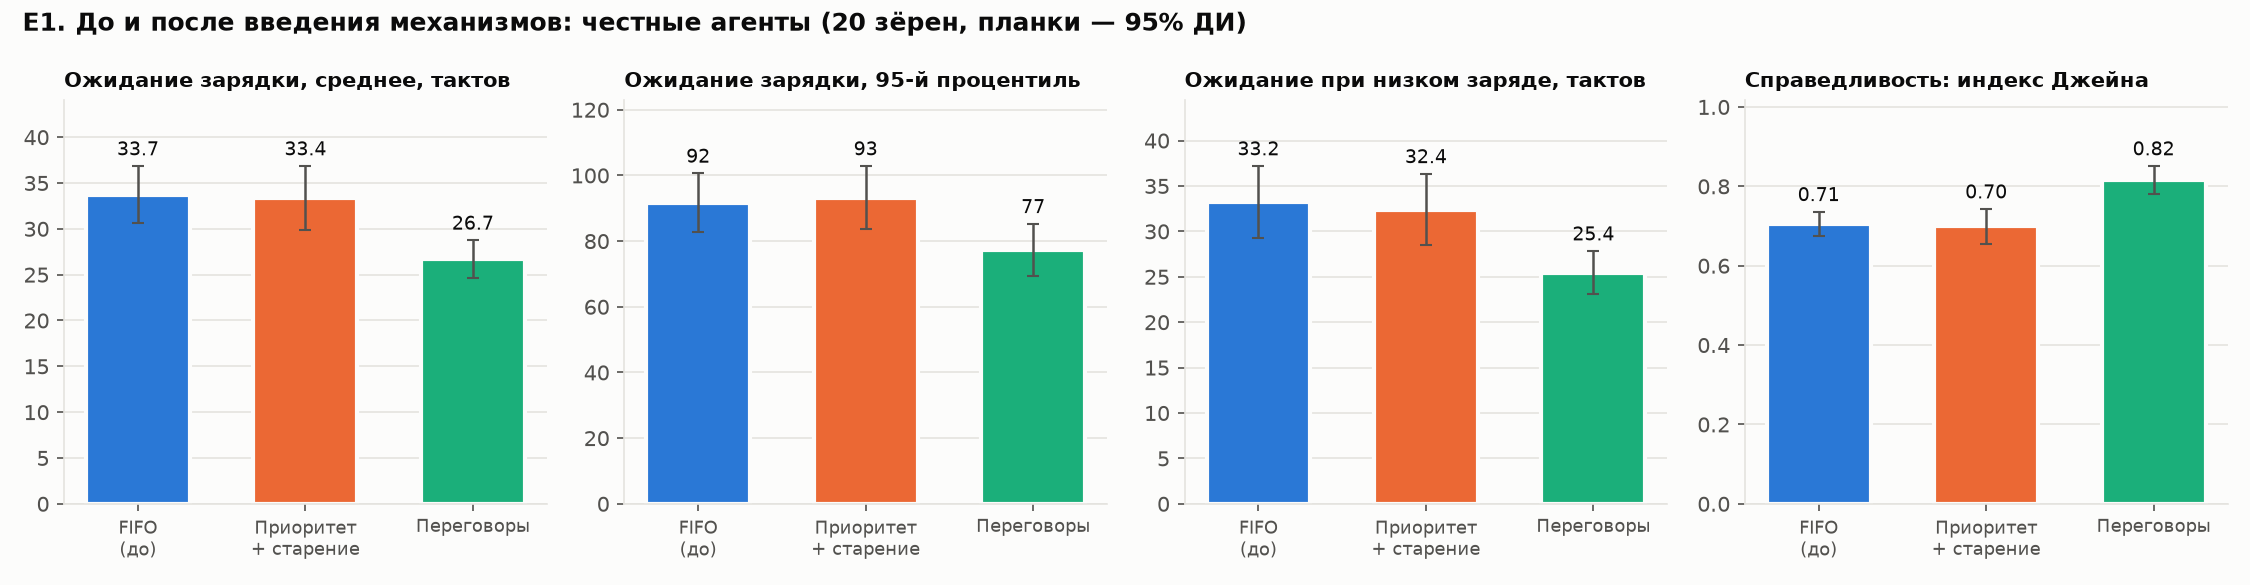 E1. До и после введения механизмов: честные агенты (20 зёрен, планки — 95% ДИ)
Ожидание зарядки, среднее, тактов
40
35
30
25
20
15
10
5
0
33.7
33.4
26.7
FIFO
(до)
Приоритет
+ старение
Переговоры
Ожидание зарядки, 95-й процентиль
120
100
80
60
40
20
0
92
93
77
FIFO
(до)
Приоритет
+ старение
Переговоры
Ожидание при низком заряде, тактов
40
35
30
25
20
15
10
5
0
33.2
32.4
25.4
FIFO
(до)
Приоритет
+ старение
Переговоры
Справедливость: индекс Джейна
1.0
0.8
0.6
0.4
0.2
0.0
0.71
0.70
0.82
FIFO
(до)
Приоритет
+ старение
Переговоры